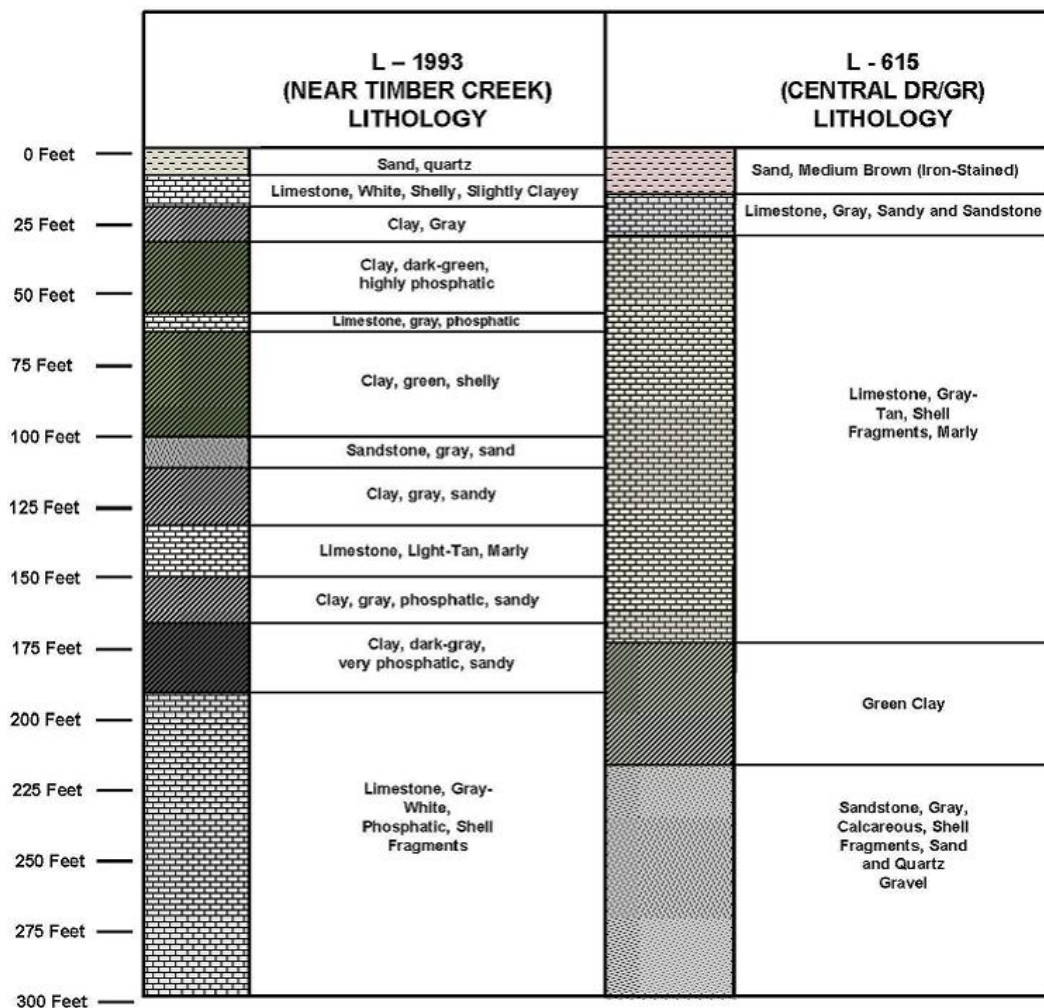 L – 1993
(NEAR TIMBER CREEK)
LITHOLOGY
L - 615
(CENTRAL DR/GR)
LITHOLOGY
0 Feet
25 Feet
50 Feet
75 Feet
100 Feet
125 Feet
150 Feet
175 Feet
200 Feet
225 Feet
250 Feet
275 Feet
300 Feet
Sand, quartz
Limestone, White, Shelly, Slightly Clayey
Clay, Gray
Clay, dark-green,
highly phosphatic
Limestone, gray, phosphatic
Clay, green, shelly
Sandstone, gray, sand
Clay, gray, sandy
Limestone, Light-Tan, Marly
Clay, gray, phosphatic, sandy
Clay, dark-gray,
very phosphatic, sandy
Limestone, Gray-
White,
Phosphatic, Shell
Fragments
Sand, Medium Brown (Iron-Stained)
Limestone, Gray, Sandy and Sandstone
Limestone, Gray-
Tan, Shell
Fragments, Marly
Green Clay
Sandstone, Gray,
Calcareous, Shell
Fragments, Sand
and Quartz
Gravel